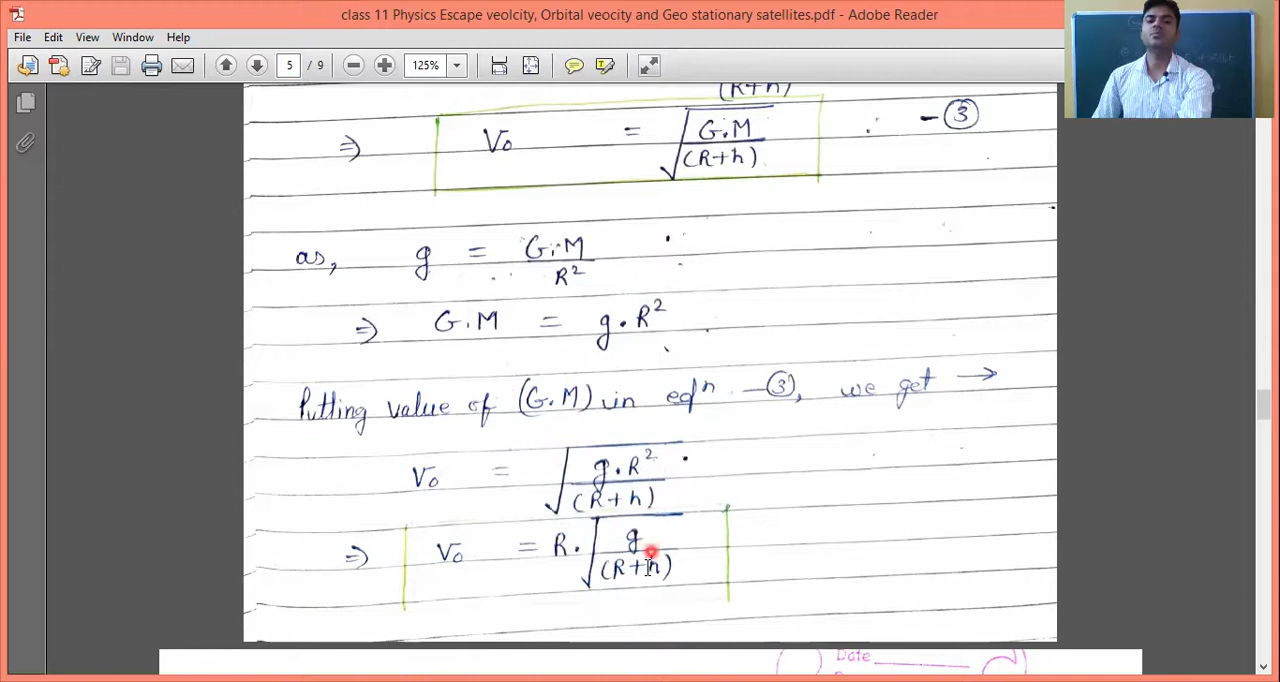 class 11 Physics Escape veolcity, Orbital veocity and Geo stationary satellites.pdf - Adobe Reader
File Edit View Window Help
5 / 9 125%
(R+h)
⇒ V₀ = √(G.M/(R+h)) - ③
as, g = G.M/R²
⇒ G.M = g.R²
Putting value of (G.M) in eqⁿ - ③, we get →
V₀ = √(g.R²/(R+h))
⇒ V₀ = R.√(g/(R+h))
Date